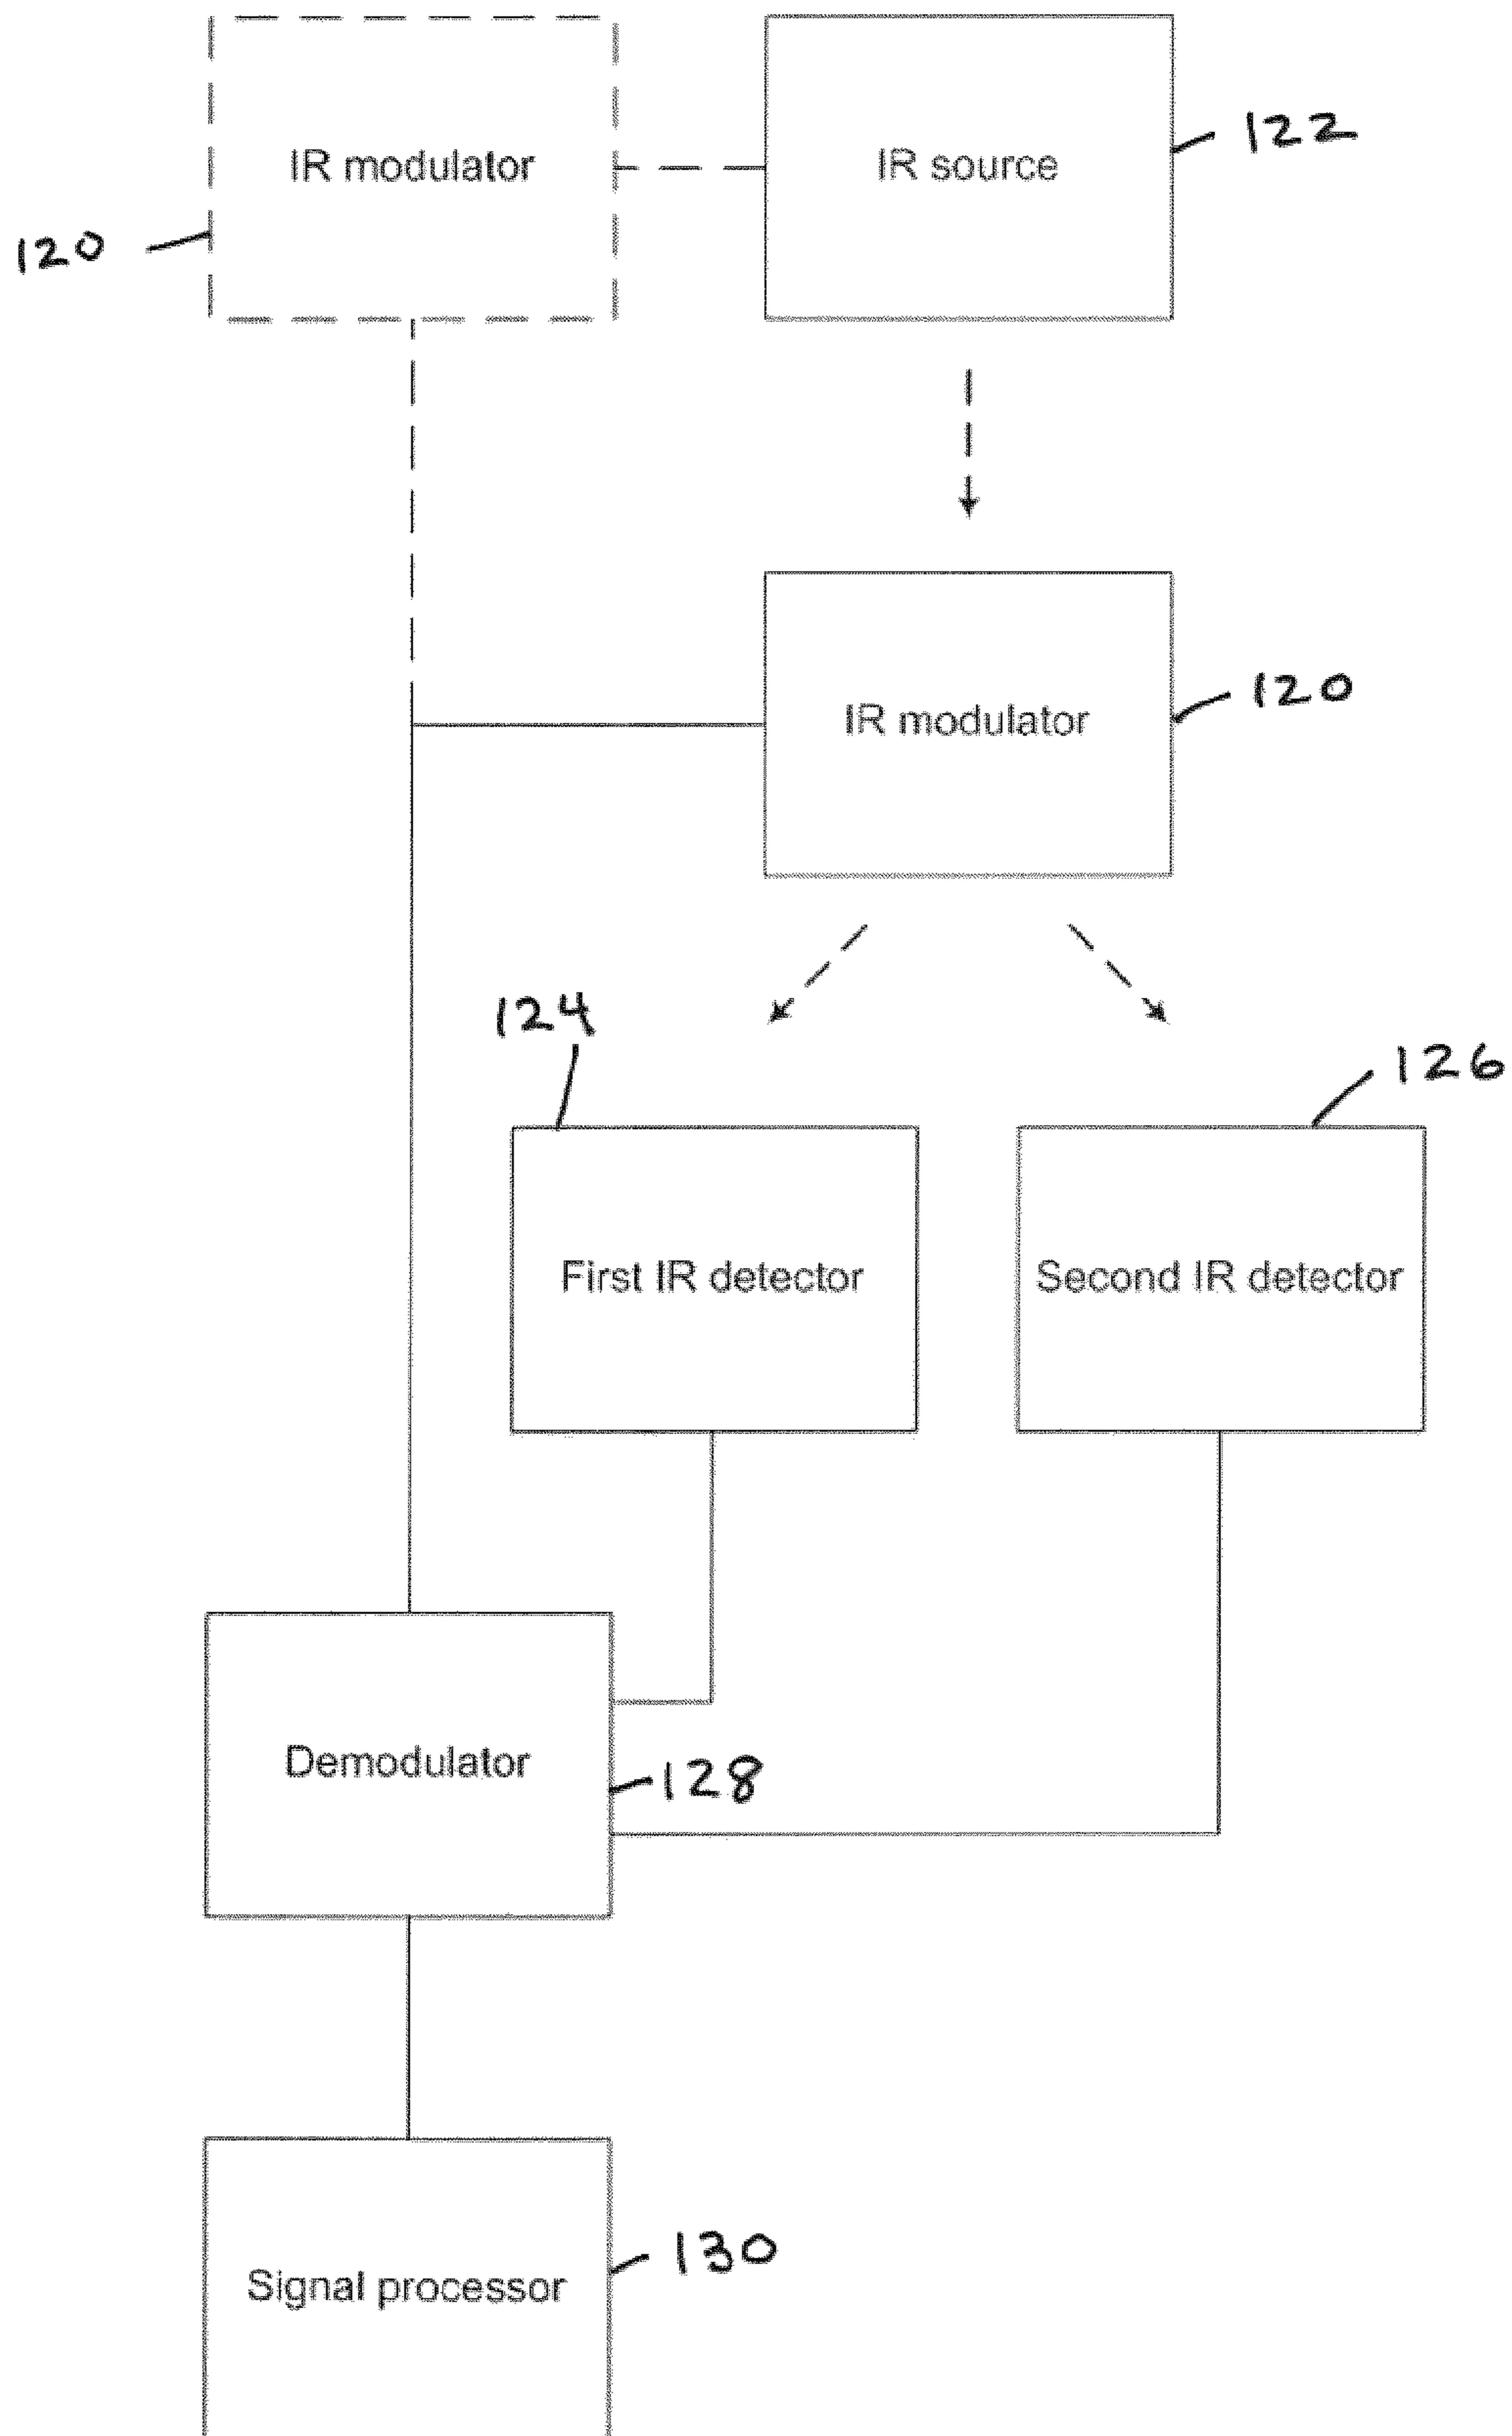 IR modulator
IR source
122
120
IR modulator
120
124
126
First IR detector
Second IR detector
Demodulator
128
Signal processor
130